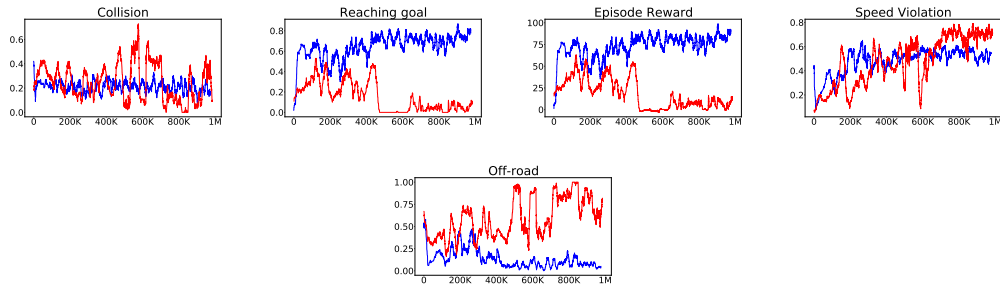 Collision
0.6
0.4
0.2
0.0
0 200K 400K 600K 800K 1M
Reaching goal
0.8
0.6
0.4
0.2
0.0
0 200K 400K 600K 800K 1M
Episode Reward
100
75
50
25
0
0 200K 400K 600K 800K 1M
Speed Violation
0.8
0.6
0.4
0.2
0 200K 400K 600K 800K 1M
Off-road
1.00
0.75
0.50
0.25
0.00
0 200K 400K 600K 800K 1M